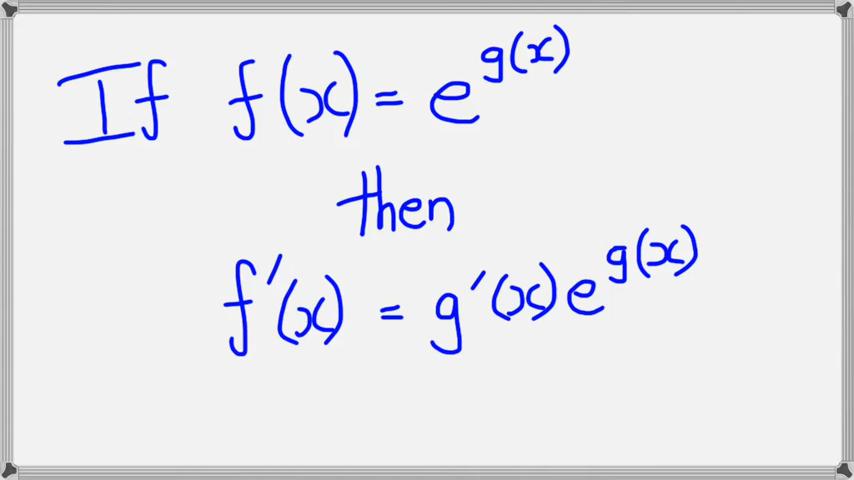 If f(x) = e^{g(x)}
then
f'(x) = g'(x) e^{g(x)}